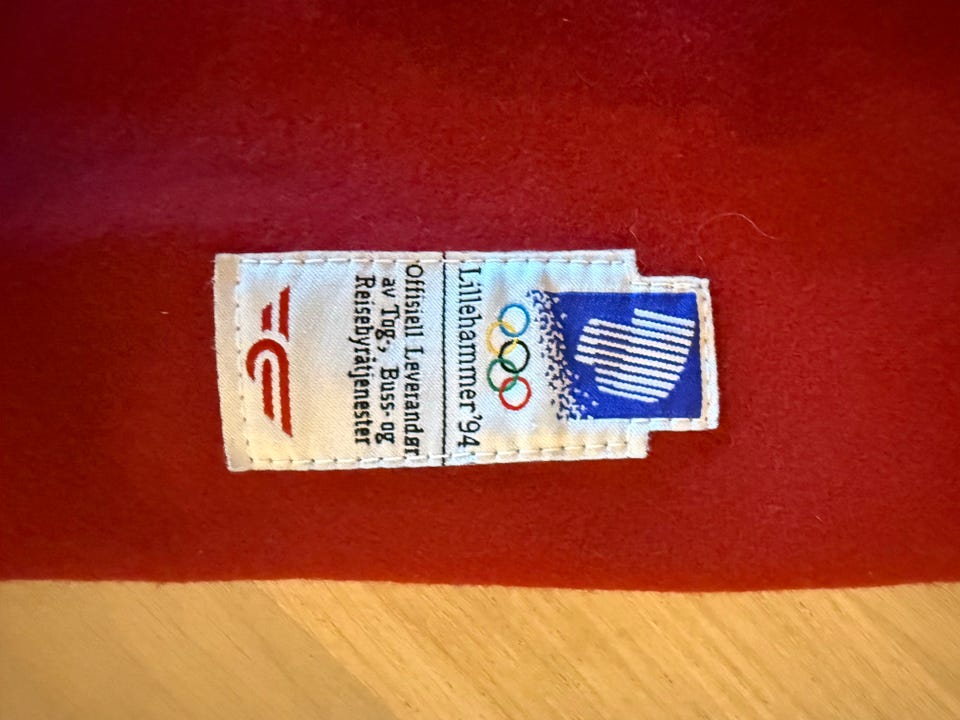 Lillehammer'94
Offisiell Leverandør
av Tog-, Buss- og
Reisebyråtjenester